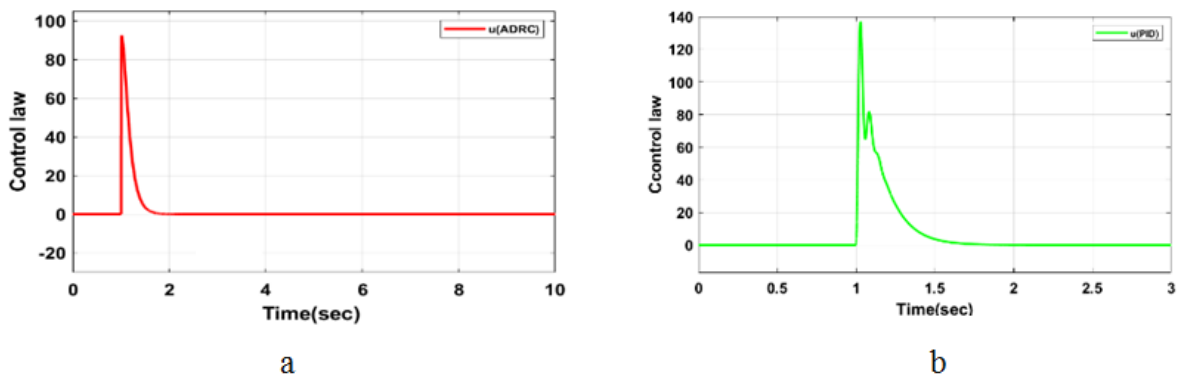 u(ADRC)
100
80
60
40
20
0
-20
Control law
0 2 4 6 8 10
Time(sec)
a
u(PID)
140
120
100
80
60
40
20
0
Ccontrol law
0 0.5 1 1.5 2 2.5 3
Time(sec)
b